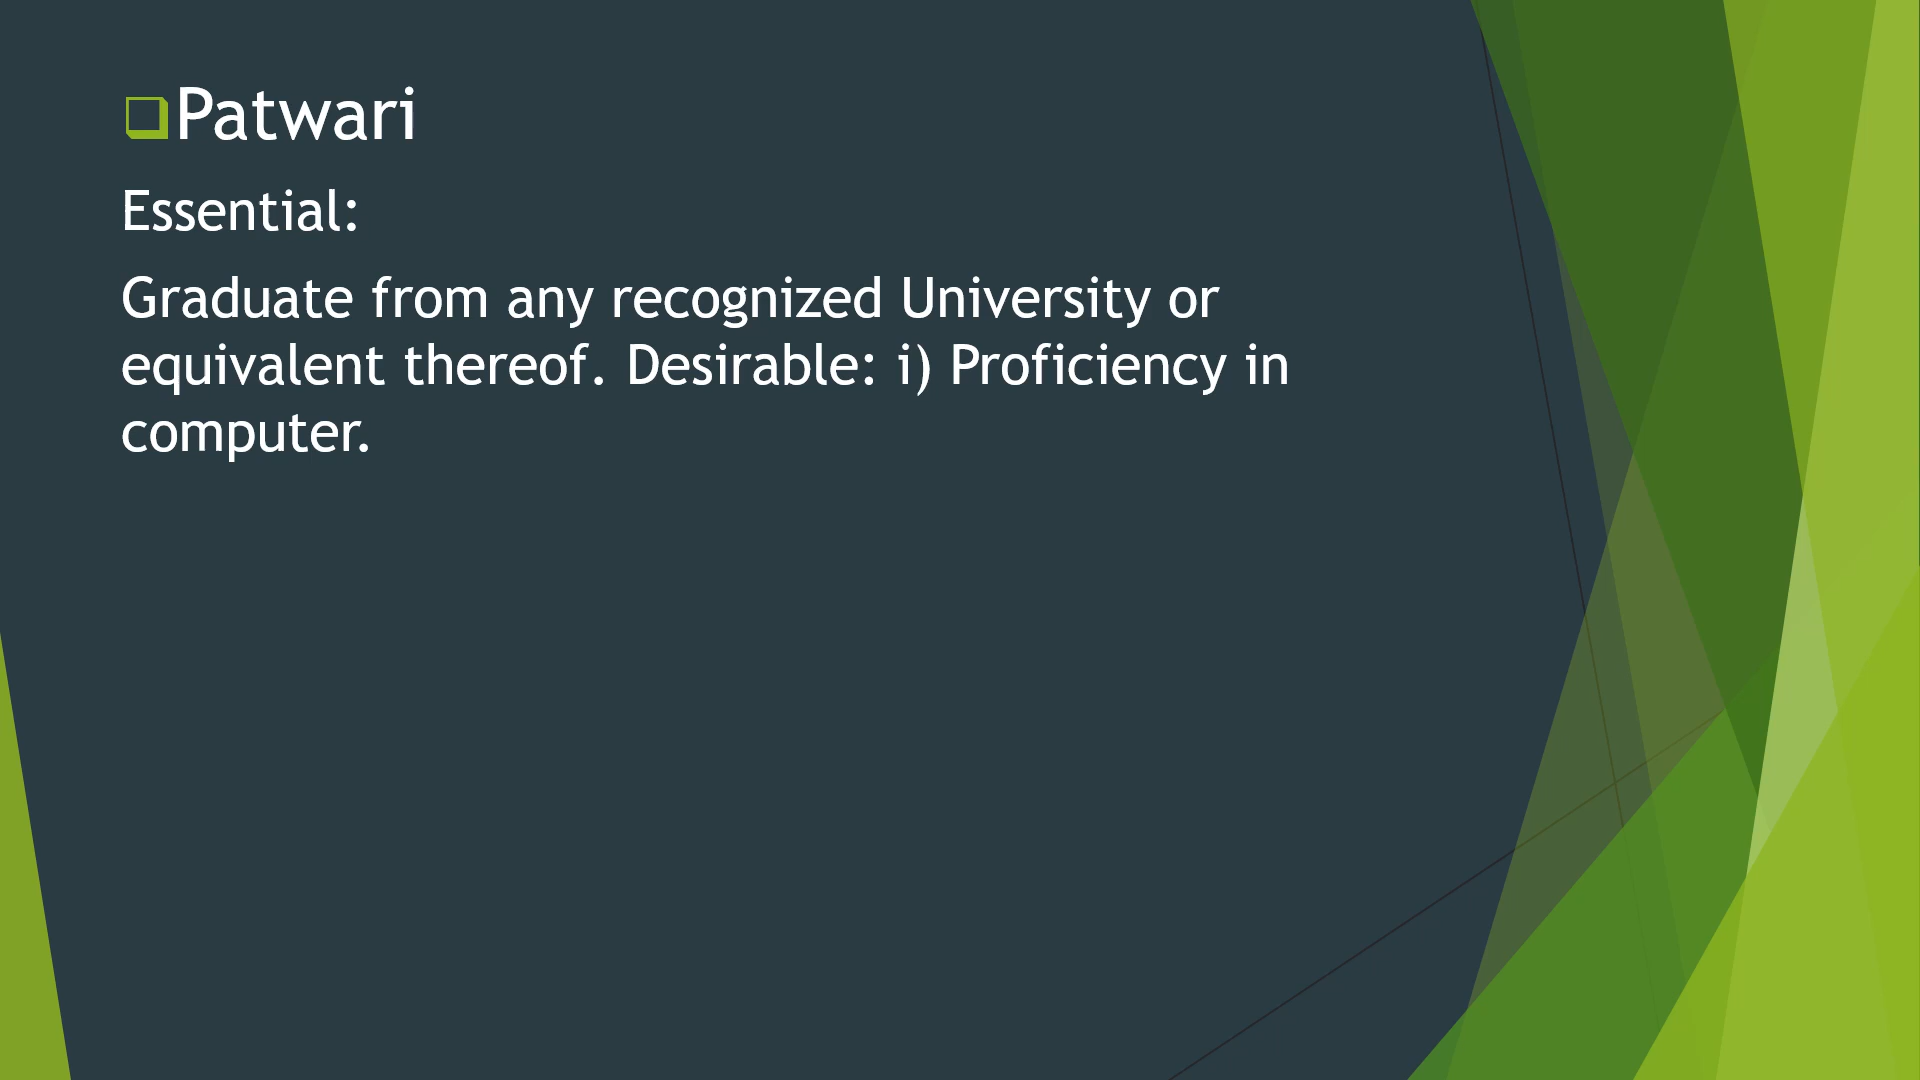 ❑Patwari
Essential:
Graduate from any recognized University or
equivalent thereof. Desirable: i) Proficiency in
computer.